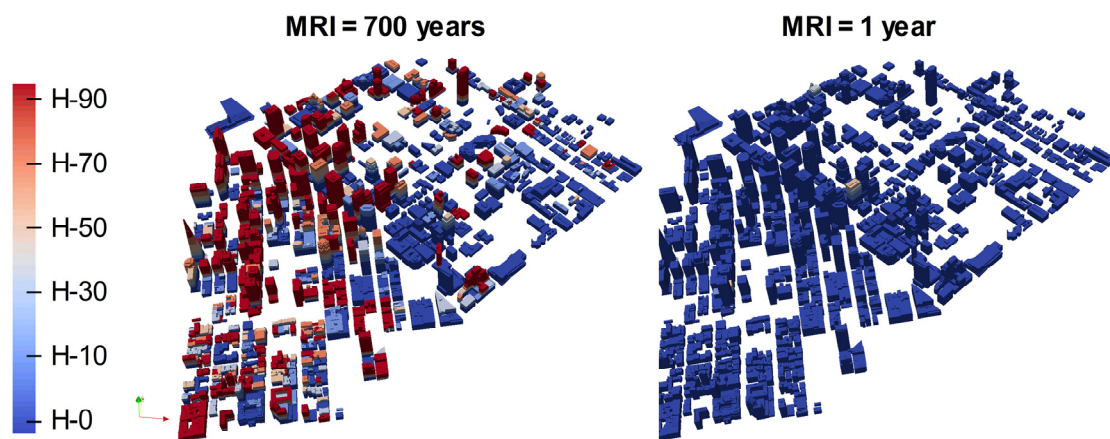 MRI = 700 years
MRI = 1 year
H-90
H-70
H-50
H-30
H-10
H-0